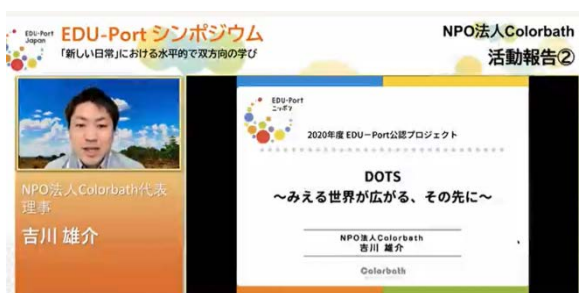 EDU-Port
Japan
EDU-Port シンポジウム
「新しい日常」における水平的で双方向の学び
NPO法人Colorbath
活動報告②
NPO法人Colorbath代表
理事
吉川 雄介
EDU-Port
ニッポン
2020年度 EDU-Port公認プロジェクト
DOTS
~みえる世界が広がる、その先に~
NPO法人Colorbath
吉川 雄介
Colorbath